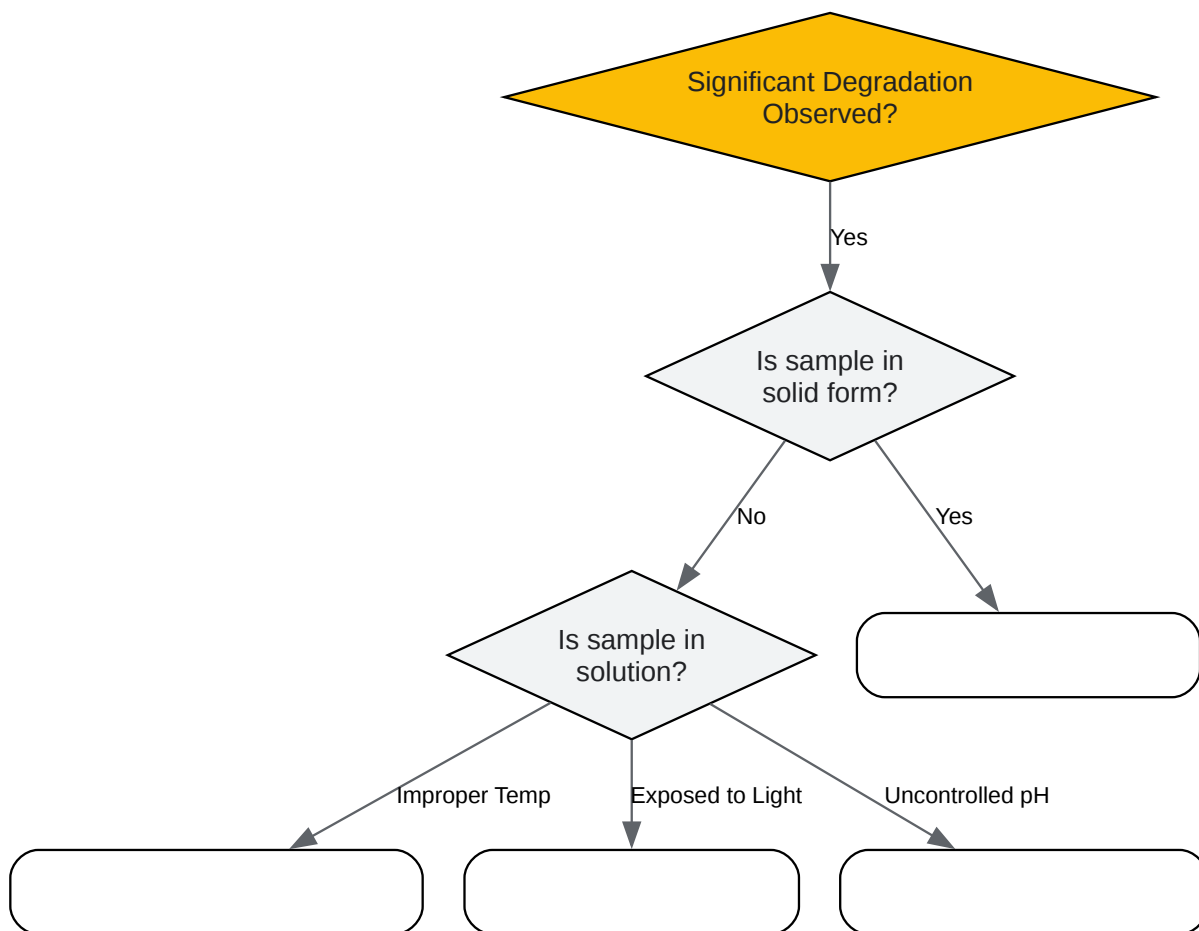 Significant Degradation
Observed?
Yes
Is sample in
solid form?
No
Yes
Is sample in
solution?
Improper Temp
Exposed to Light
Uncontrolled pH